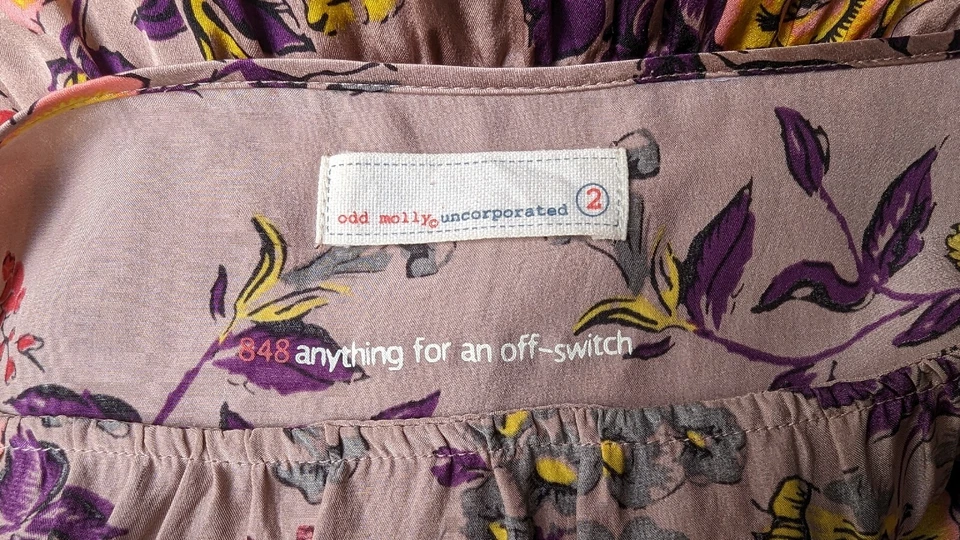 odd molly© uncorporated 2
848 anything for an off-switch